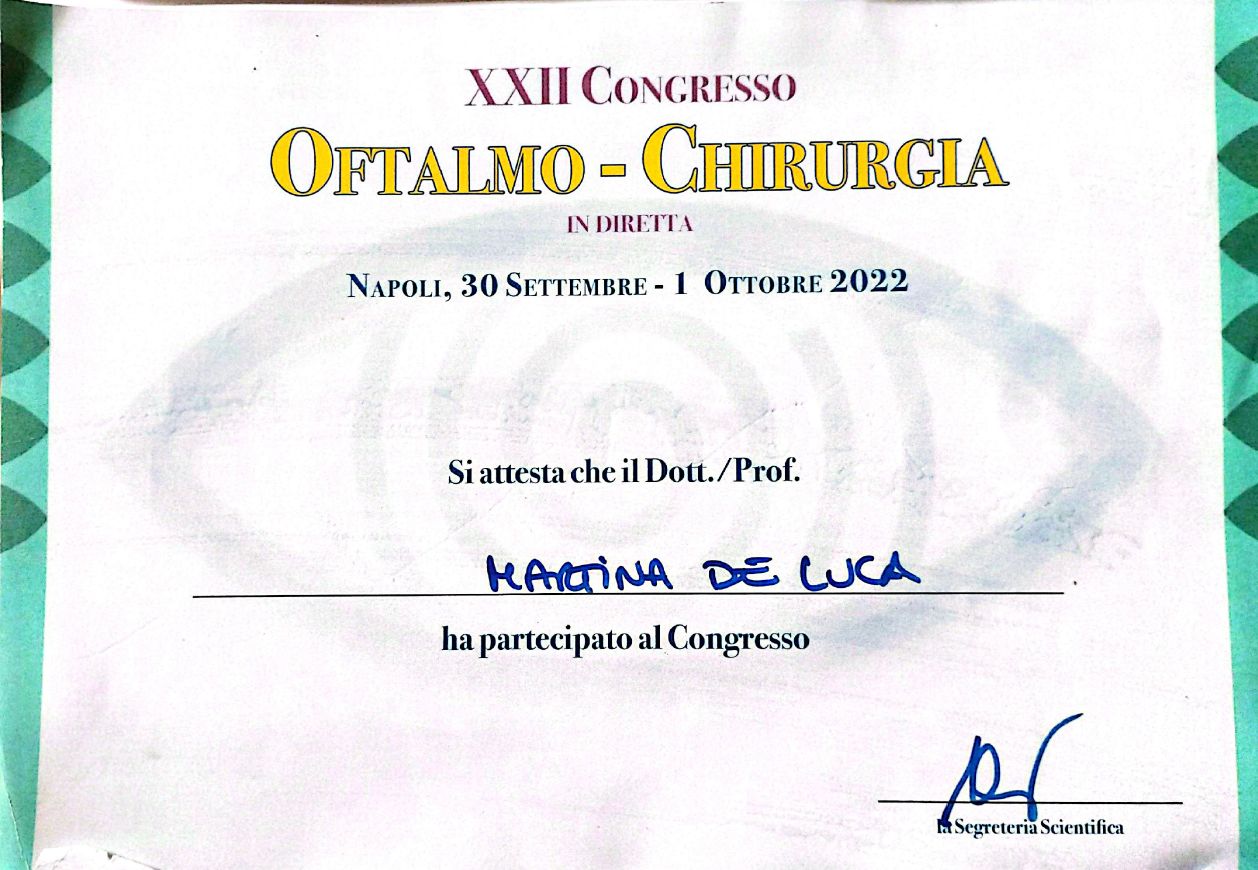 XXII CONGRESSO
OFTALMO - CHIRURGIA
IN DIRETTA
NAPOLI, 30 SETTEMBRE - 1 OTTOBRE 2022
Si attesta che il Dott./Prof.
MARTINA DE LUCA
ha partecipato al Congresso
la Segreteria Scientifica